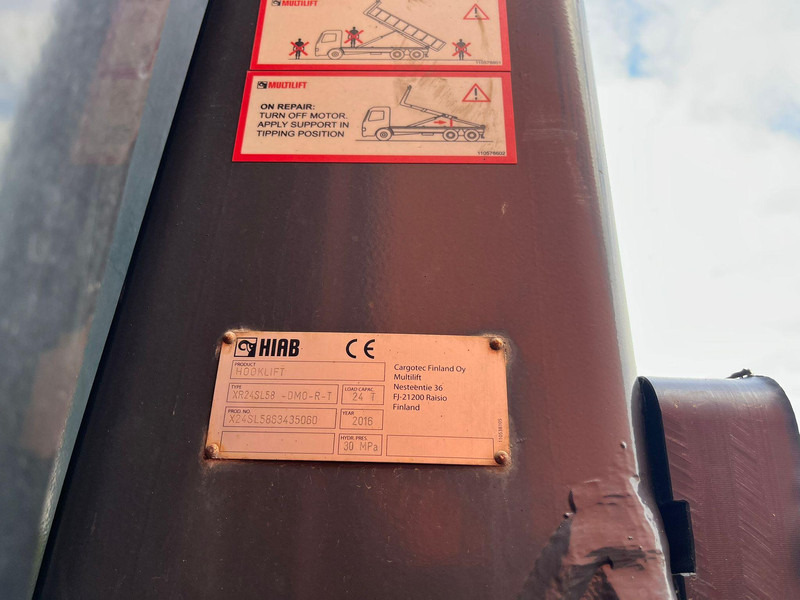 MULTILIFT
MULTILIFT
ON REPAIR:
TURN OFF MOTOR.
APPLY SUPPORT IN
TIPPING POSITION
HIAB CE
PRODUCT
HOOKLIFT
TYPE
XR24SL58 -DMO-R-T
LOAD CAPAC.
24 T
PROD. NO.
X24SL58S3435060
YEAR
2016
HYDR. PRES.
30 MPa
Cargotec Finland Oy
Multilift
Nesteentie 36
FJ-21200 Raisio
Finland